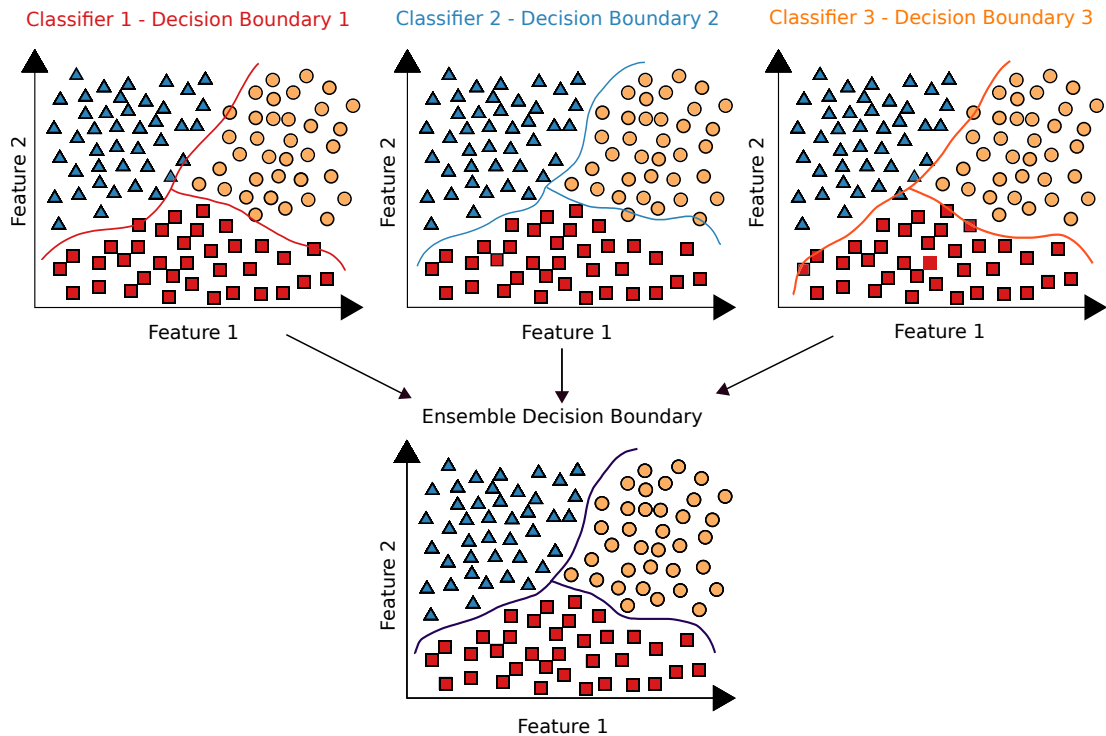 Classifier 1 - Decision Boundary 1
Classifier 2 - Decision Boundary 2
Classifier 3 - Decision Boundary 3
Feature 2
Feature 1
Feature 2
Feature 1
Feature 2
Feature 1
Ensemble Decision Boundary
Feature 2
Feature 1